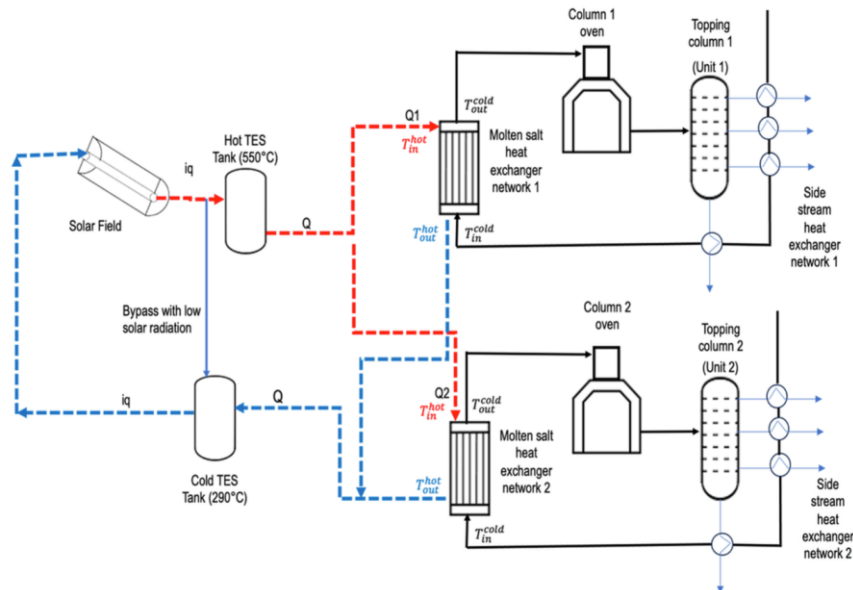 Column 1
oven
Topping
column 1
(Unit 1)
Hot TES
Tank (550°C)
iq
Solar Field
Q
Q1
T_in^hot
T_out^cold
Molten salt
heat
exchanger
network 1
T_out^hot
T_in^cold
Side
stream
heat
exchanger
network 1
Bypass with low
solar radiation
Column 2
oven
Topping
column 2
(Unit 2)
iq
Q
Q2
T_in^hot
T_out^cold
Molten salt
heat
exchanger
network 2
T_out^hot
T_in^cold
Cold TES
Tank (290°C)
Side
stream
heat
exchanger
network 2